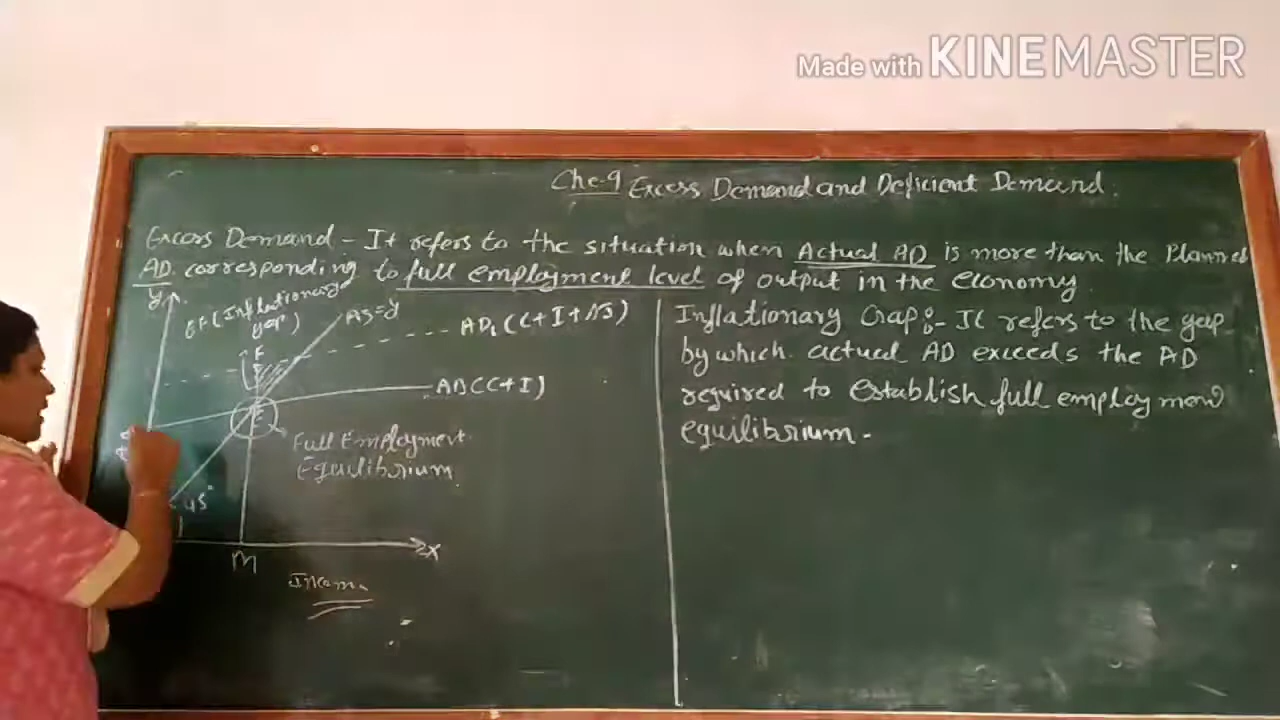 Made with KINEMASTER
Che-9 Excess Demand and Deficient Demand.
Excess Demand - It refers to the situation when Actual AD is more than the Planned
AD. corresponding to full employment level of output in the economy.
Y
EF (Inflationary
gap)
AS=Y
AD₁ (C+I+
F
AD (C+I)
E
Full Employment
Equilibrium
45°
M
X
Income
Inflationary Gap:- It refers to the gap
by which actual AD exceeds the AD
required to establish full employment
equilibrium.